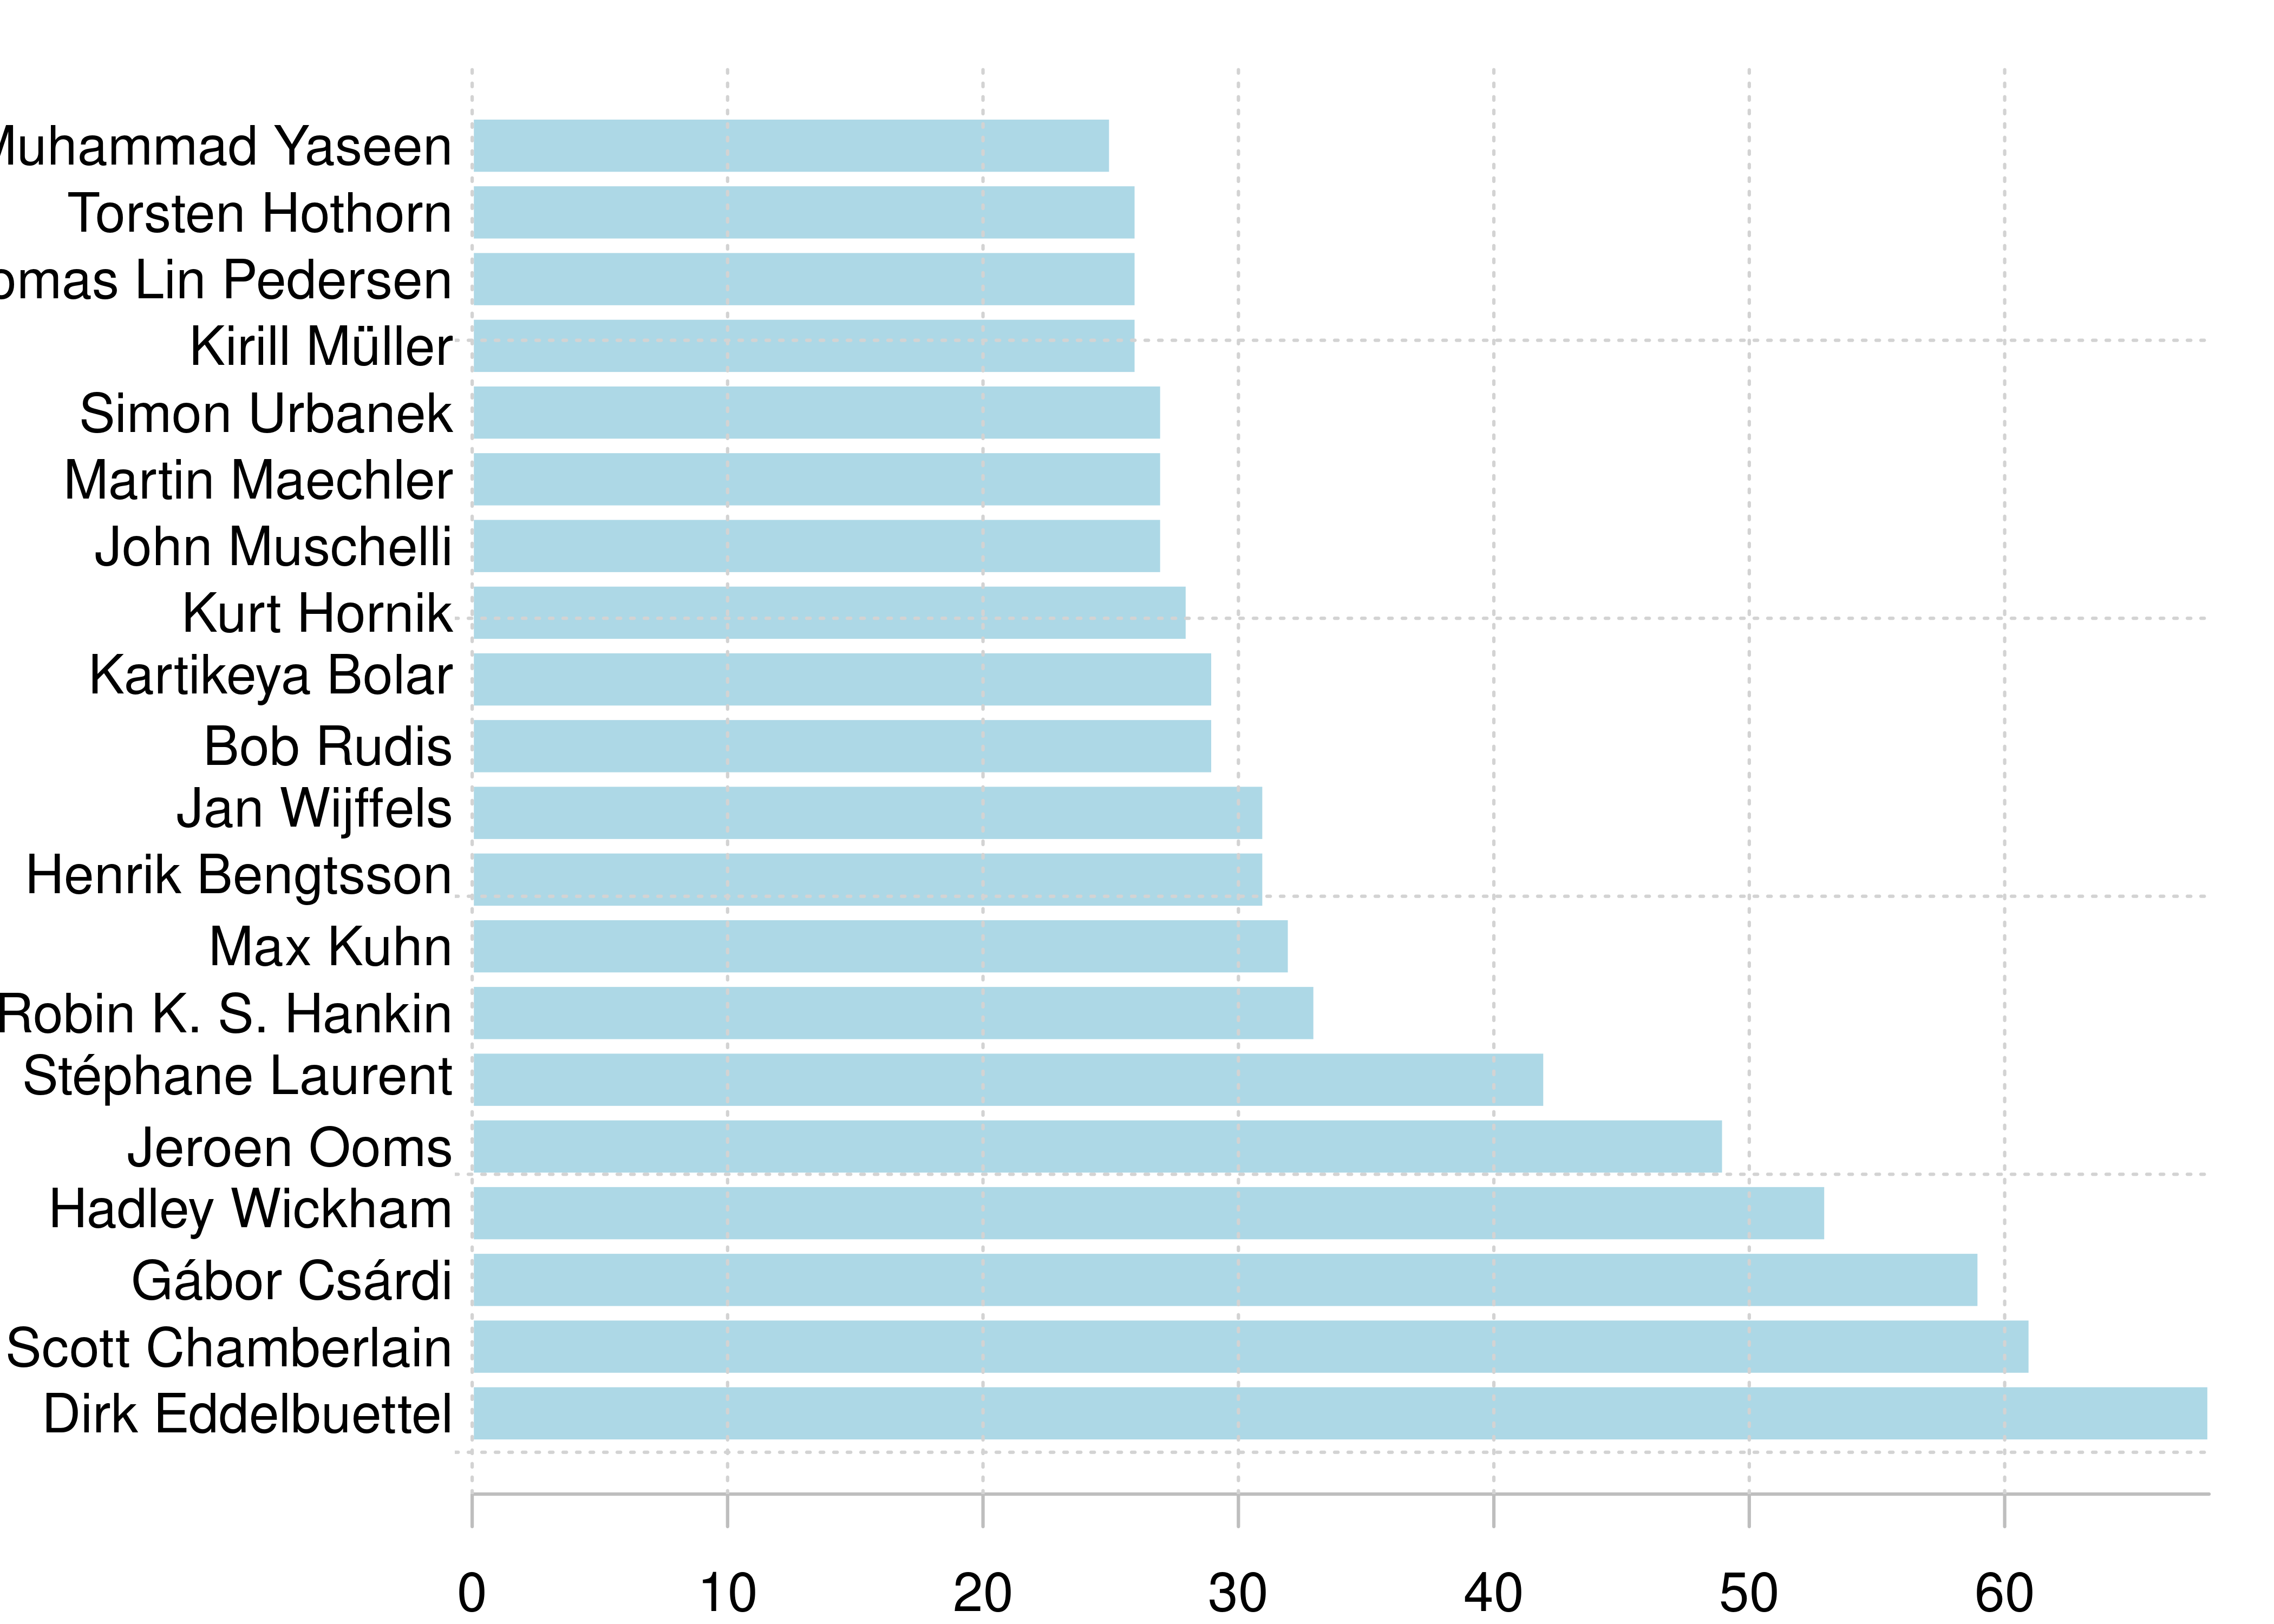 Muhammad Yaseen
Torsten Hothorn
omas Lin Pedersen
Kirill Müller
Simon Urbanek
Martin Maechler
John Muschelli
Kurt Hornik
Kartikeya Bolar
Bob Rudis
Jan Wijffels
Henrik Bengtsson
Max Kuhn
Robin K. S. Hankin
Stéphane Laurent
Jeroen Ooms
Hadley Wickham
Gábor Csárdi
Scott Chamberlain
Dirk Eddelbuettel
0 10 20 30 40 50 60